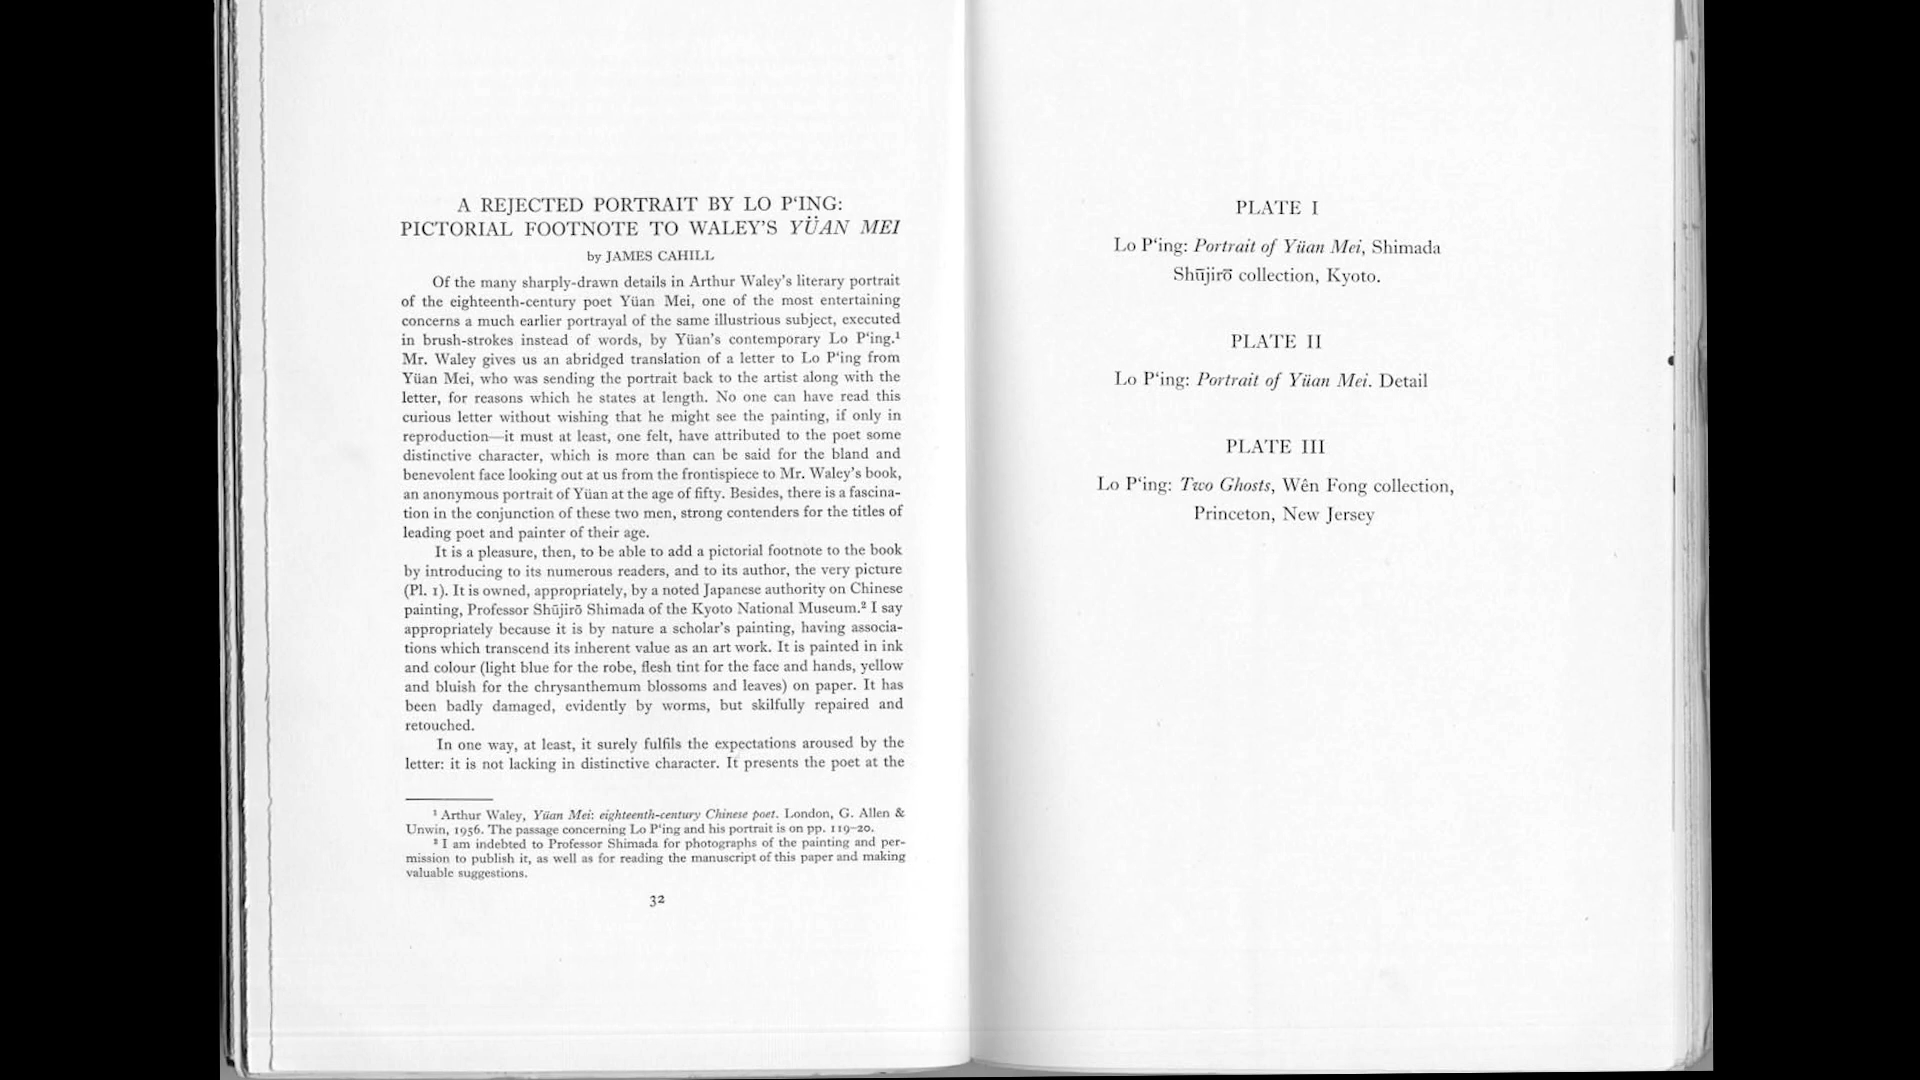 A REJECTED PORTRAIT BY LO P‘ING:
PICTORIAL FOOTNOTE TO WALEY’S YÜAN MEI
by JAMES CAHILL
Of the many sharply-drawn details in Arthur Waley’s literary portrait
of the eighteenth-century poet Yüan Mei, one of the most entertaining
concerns a much earlier portrayal of the same illustrious subject, executed
in brush-strokes instead of words, by Yüan’s contemporary Lo P‘ing.¹
Mr. Waley gives us an abridged translation of a letter to Lo P‘ing from
Yüan Mei, who was sending the portrait back to the artist along with the
letter, for reasons which he states at length. No one can have read this
curious letter without wishing that he might see the painting, if only in
reproduction—it must at least, one felt, have attributed to the poet some
distinctive character, which is more than can be said for the bland and
benevolent face looking out at us from the frontispiece to Mr. Waley’s book,
an anonymous portrait of Yüan at the age of fifty. Besides, there is a fascina-
tion in the conjunction of these two men, strong contenders for the titles of
leading poet and painter of their age.
It is a pleasure, then, to be able to add a pictorial footnote to the book
by introducing to its numerous readers, and to its author, the very picture
(Pl. 1). It is owned, appropriately, by a noted Japanese authority on Chinese
painting, Professor Shūjirō Shimada of the Kyoto National Museum.² I say
appropriately because it is by nature a scholar’s painting, having associa-
tions which transcend its inherent value as an art work. It is painted in ink
and colour (light blue for the robe, flesh tint for the face and hands, yellow
and bluish for the chrysanthemum blossoms and leaves) on paper. It has
been badly damaged, evidently by worms, but skilfully repaired and
retouched.
In one way, at least, it surely fulfils the expectations aroused by the
letter: it is not lacking in distinctive character. It presents the poet at the
¹ Arthur Waley, Yüan Mei: eighteenth-century Chinese poet. London, G. Allen &
Unwin, 1956. The passage concerning Lo P‘ing and his portrait is on pp. 119–20.
² I am indebted to Professor Shimada for photographs of the painting and per-
mission to publish it, as well as for reading the manuscript of this paper and making
valuable suggestions.
32
PLATE I
Lo P‘ing: Portrait of Yüan Mei, Shimada
Shūjirō collection, Kyoto.
PLATE II
Lo P‘ing: Portrait of Yüan Mei. Detail
PLATE III
Lo P‘ing: Two Ghosts, Wên Fong collection,
Princeton, New Jersey